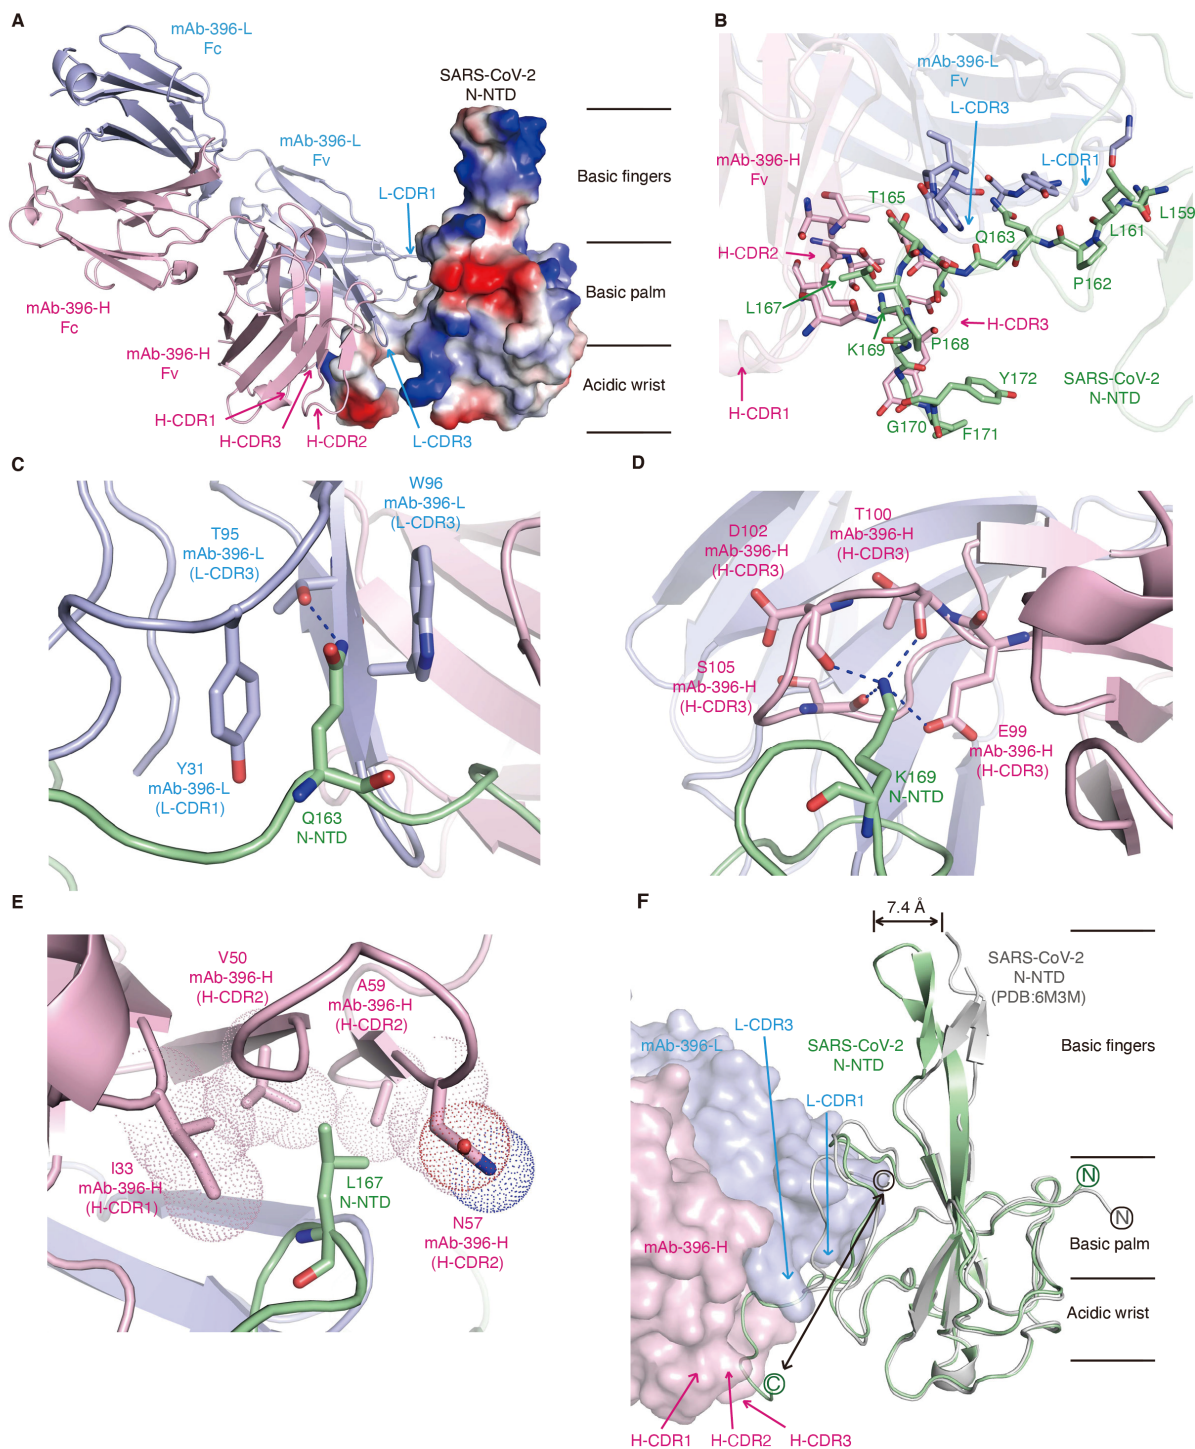 A
mAb-396-L
Fc
SARS-CoV-2
N-NTD
mAb-396-L
Fv
L-CDR1
Basic fingers
Basic palm
Acidic wrist
mAb-396-H
Fc
mAb-396-H
Fv
H-CDR1
H-CDR3
H-CDR2
L-CDR3
B
mAb-396-L
Fv
L-CDR3
L-CDR1
mAb-396-H
Fv
T165
Q163
L159
L161
P162
H-CDR2
L167
K169
P168
H-CDR3
Y172
SARS-CoV-2
N-NTD
H-CDR1
G170
F171
C
W96
mAb-396-L
(L-CDR3)
T95
mAb-396-L
(L-CDR3)
Y31
mAb-396-L
(L-CDR1)
Q163
N-NTD
D
T100
mAb-396-H
(H-CDR3)
D102
mAb-396-H
(H-CDR3)
S105
mAb-396-H
(H-CDR3)
E99
mAb-396-H
(H-CDR3)
K169
N-NTD
E
V50
mAb-396-H
(H-CDR2)
A59
mAb-396-H
(H-CDR2)
I33
mAb-396-H
(H-CDR1)
L167
N-NTD
N57
mAb-396-H
(H-CDR2)
F
7.4 Å
SARS-CoV-2
N-NTD
(PDB:6M3M)
L-CDR3
mAb-396-L
SARS-CoV-2
N-NTD
Basic fingers
L-CDR1
C
N
N
mAb-396-H
Basic palm
Acidic wrist
C
H-CDR1
H-CDR2
H-CDR3